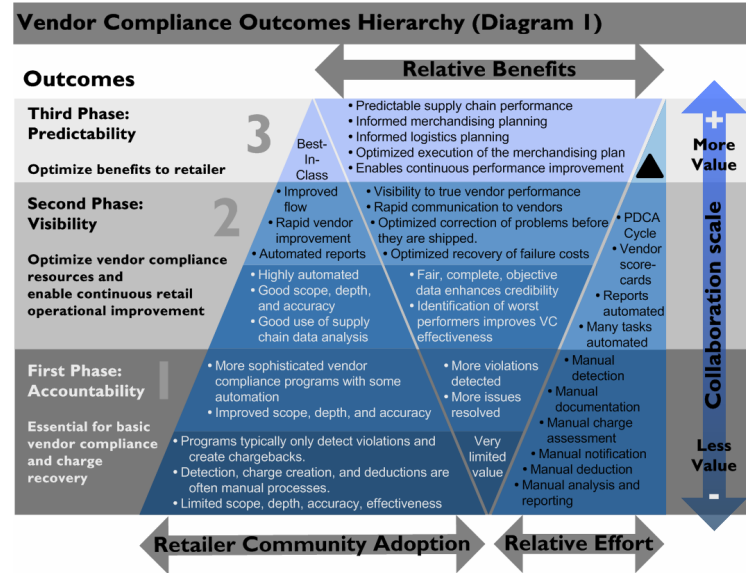 Vendor Compliance Outcomes Hierarchy (Diagram 1)
Outcomes
Relative Benefits
Third Phase:
Predictability
Optimize benefits to retailer
3
Best-
In-
Class
• Predictable supply chain performance
• Informed merchandising planning
• Informed logistics planning
• Optimized execution of the merchandising plan
• Enables continuous performance improvement
+
More
Value
Second Phase:
Visibility
Optimize vendor compliance
resources and
enable continuous retail
operational improvement
2
• Improved
flow
• Rapid vendor
improvement
• Automated reports
• Visibility to true vendor performance
• Rapid communication to vendors
• Optimized correction of problems before
they are shipped.
• Optimized recovery of failure costs
• Highly automated
• Good scope, depth,
and accuracy
• Good use of supply
chain data analysis
• Fair, complete, objective
data enhances credibility
• Identification of worst
performers improves VC
effectiveness
• PDCA
Cycle
• Vendor
score-
cards
• Reports
automated
• Many tasks
automated
Collaboration scale
First Phase:
Accountability
Essential for basic
vendor compliance
and charge
recovery
1
• More sophisticated vendor
compliance programs with some
automation
• Improved scope, depth, and accuracy
• More violations
detected
• More issues
resolved
• Programs typically only detect violations and
create chargebacks.
• Detection, charge creation, and deductions are
often manual processes.
• Limited scope, depth, accuracy, effectiveness
Very
limited
value
• Manual
detection
• Manual
documentation
• Manual charge
assessment
• Manual notification
• Manual deduction
• Manual analysis and
reporting
Less
Value
-
Retailer Community Adoption
Relative Effort